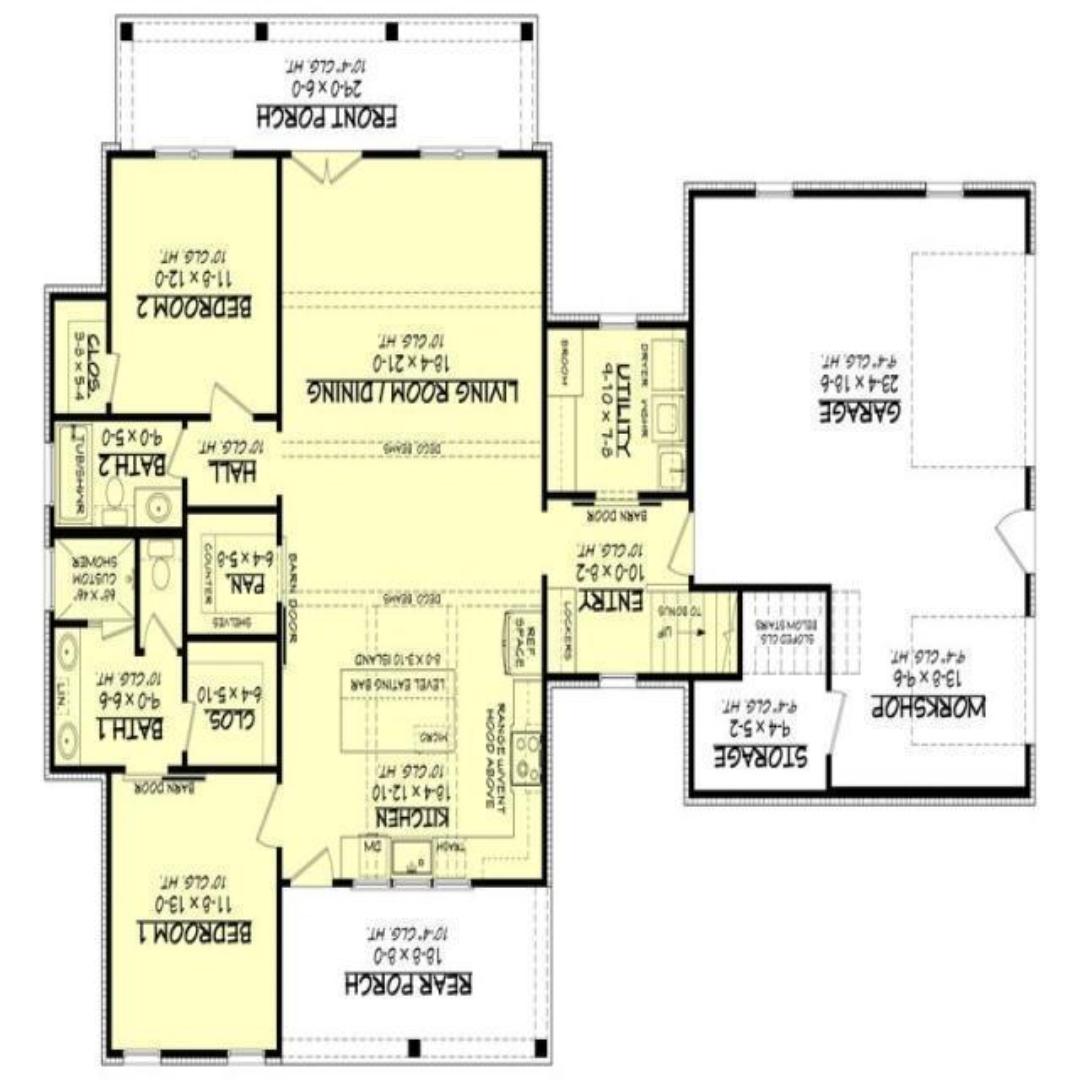 FRONT PORCH
29-0 x 6-0
10'-4" CLG. HT.
BEDROOM 2
11-8 x 12-0
10' CLG. HT.
CLOS.
3-8 x 5-4
LIVING ROOM / DINING
18-4 x 21-0
10' CLG. HT.
BROOM
UTILITY
9-10 x 7-8
DRYER
WSHR
GARAGE
23-4 x 18-6
9'-4" CLG. HT.
DECO. BEAMS
BATH 2
9-0 x 5-0
TUB/SHWR
HALL
10' CLG. HT.
BARN DOOR
ENTRY
10-0 x 8-2
10' CLG. HT.
LOCKERS
TO BONUS
UP
SLOPED CLG.
BELOW STAIRS
60" X 46"
CUSTOM
SHOWER
PAN.
6-4 x 5-8
COUNTER
SHELVES
BARN DOOR
DECO. BEAMS
REF.
SPACE
8-0 X 3-10 ISLAND
LEVEL EATING BAR
MICRO
RANGE W/VENT
HOOD ABOVE
LIN.
BATH 1
9-0 x 6-6
10' CLG. HT.
CLOS.
6-4 x 5-10
BARN DOOR
KITCHEN
18-4 x 12-10
10' CLG. HT.
DW
TRASH
STORAGE
9-4 x 5-2
9'-4" CLG. HT.
WORKSHOP
13-8 x 9-6
9'-4" CLG. HT.
BEDROOM 1
11-8 x 13-0
10' CLG. HT.
REAR PORCH
18-8 x 8-0
10'-4" CLG. HT.